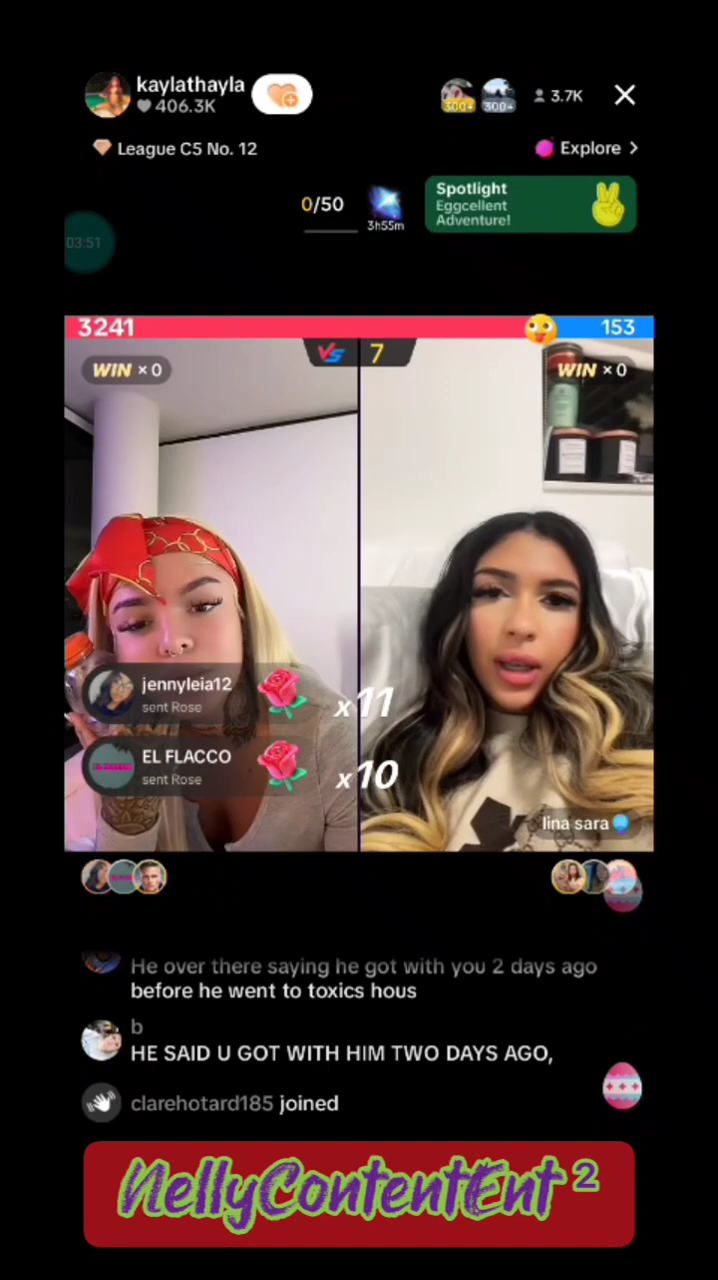 kaylathayla
406.3K
300+
300+
3.7K
League C5 No. 12
Explore
0/50
3h55m
Spotlight
Eggcellent
Adventure!
03:51
3241
153
VS 7
WIN × 0
WIN × 0
jennyleia12
sent Rose
x11
EL FLACCO
sent Rose
x10
lina sara
He over there saying he got with you 2 days ago
before he went to toxics hous
b
HE SAID U GOT WITH HIM TWO DAYS AGO,
clarehotard185 joined
NellyContentEnt 2